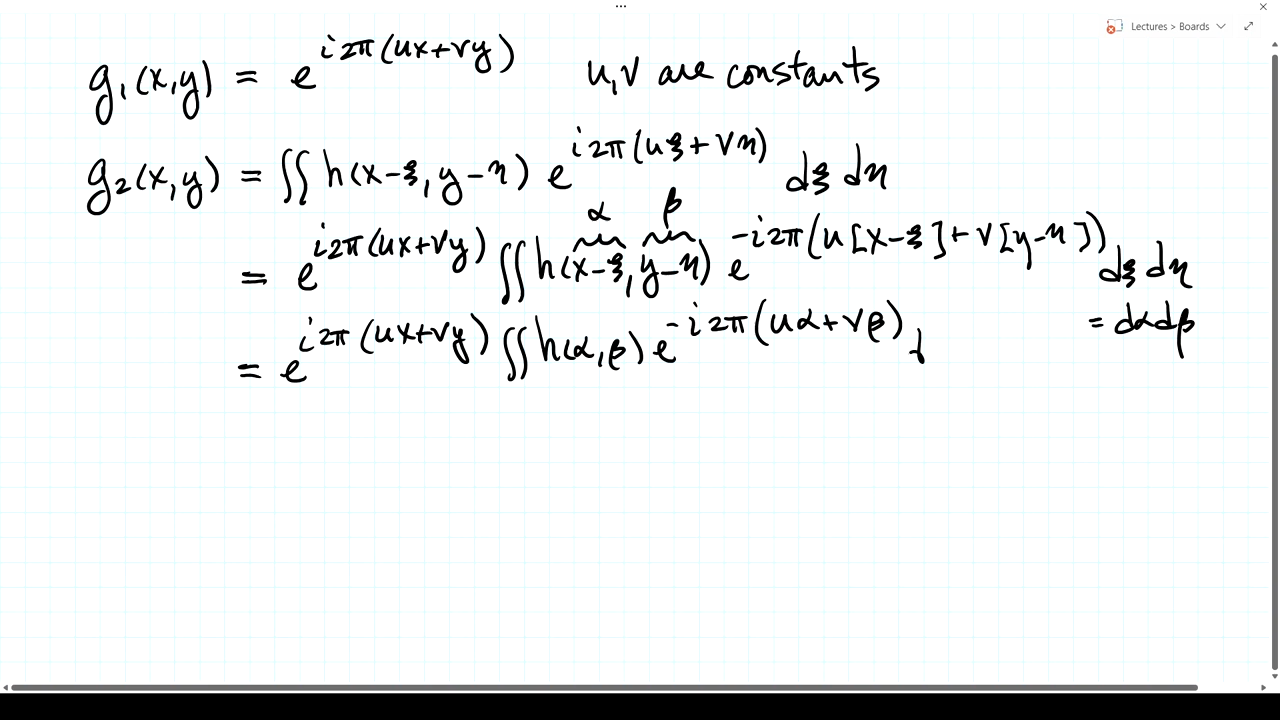 Lectures > Boards
g₁(x,y) = e^{i2π(ux+vy)} u,v are constants
g₂(x,y) = ∬ h(x-ξ, y-η) e^{i2π(uξ+vη)} dξ dη
α β
= e^{i2π(ux+vy)} ∬ h(x-ξ, y-η) e^{-i2π(u[x-ξ]+v[y-η])} dξ dη
= dα dβ
= e^{i2π(ux+vy)} ∬ h(α,β) e^{-i2π(uα+vβ)}